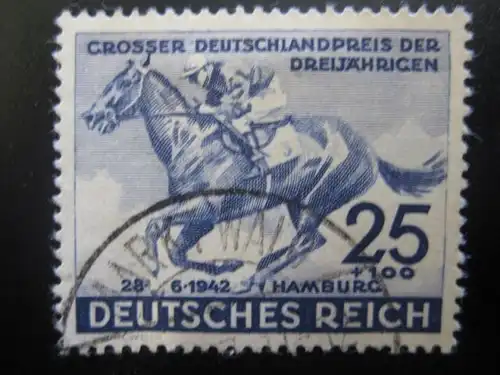 GROSSER DEUTSCHLANDPREIS DER
DREIJÄHRIGEN
25
+100
28· 6·1942 HAMBURG
DEUTSCHES REICH